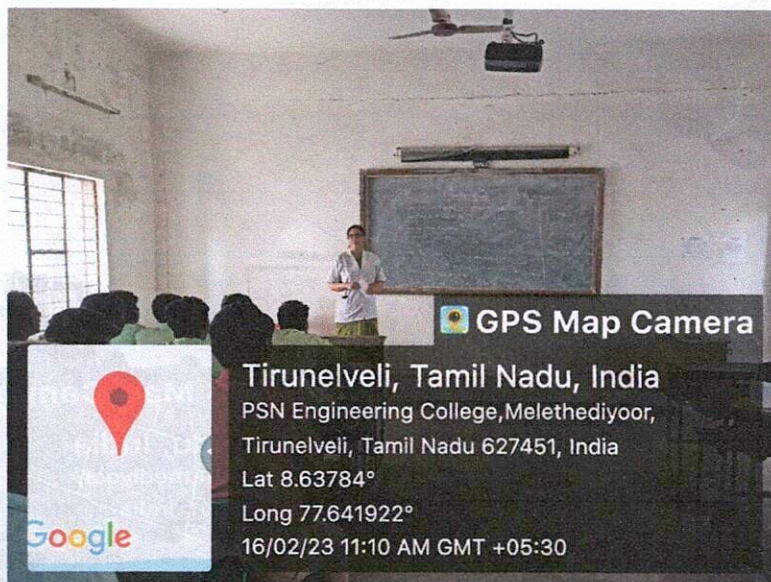 GPS Map Camera
Tirunelveli, Tamil Nadu, India
PSN Engineering College,Melethediyoor,
Tirunelveli, Tamil Nadu 627451, India
Lat 8.63784°
Long 77.641922°
16/02/23 11:10 AM GMT +05:30
Google